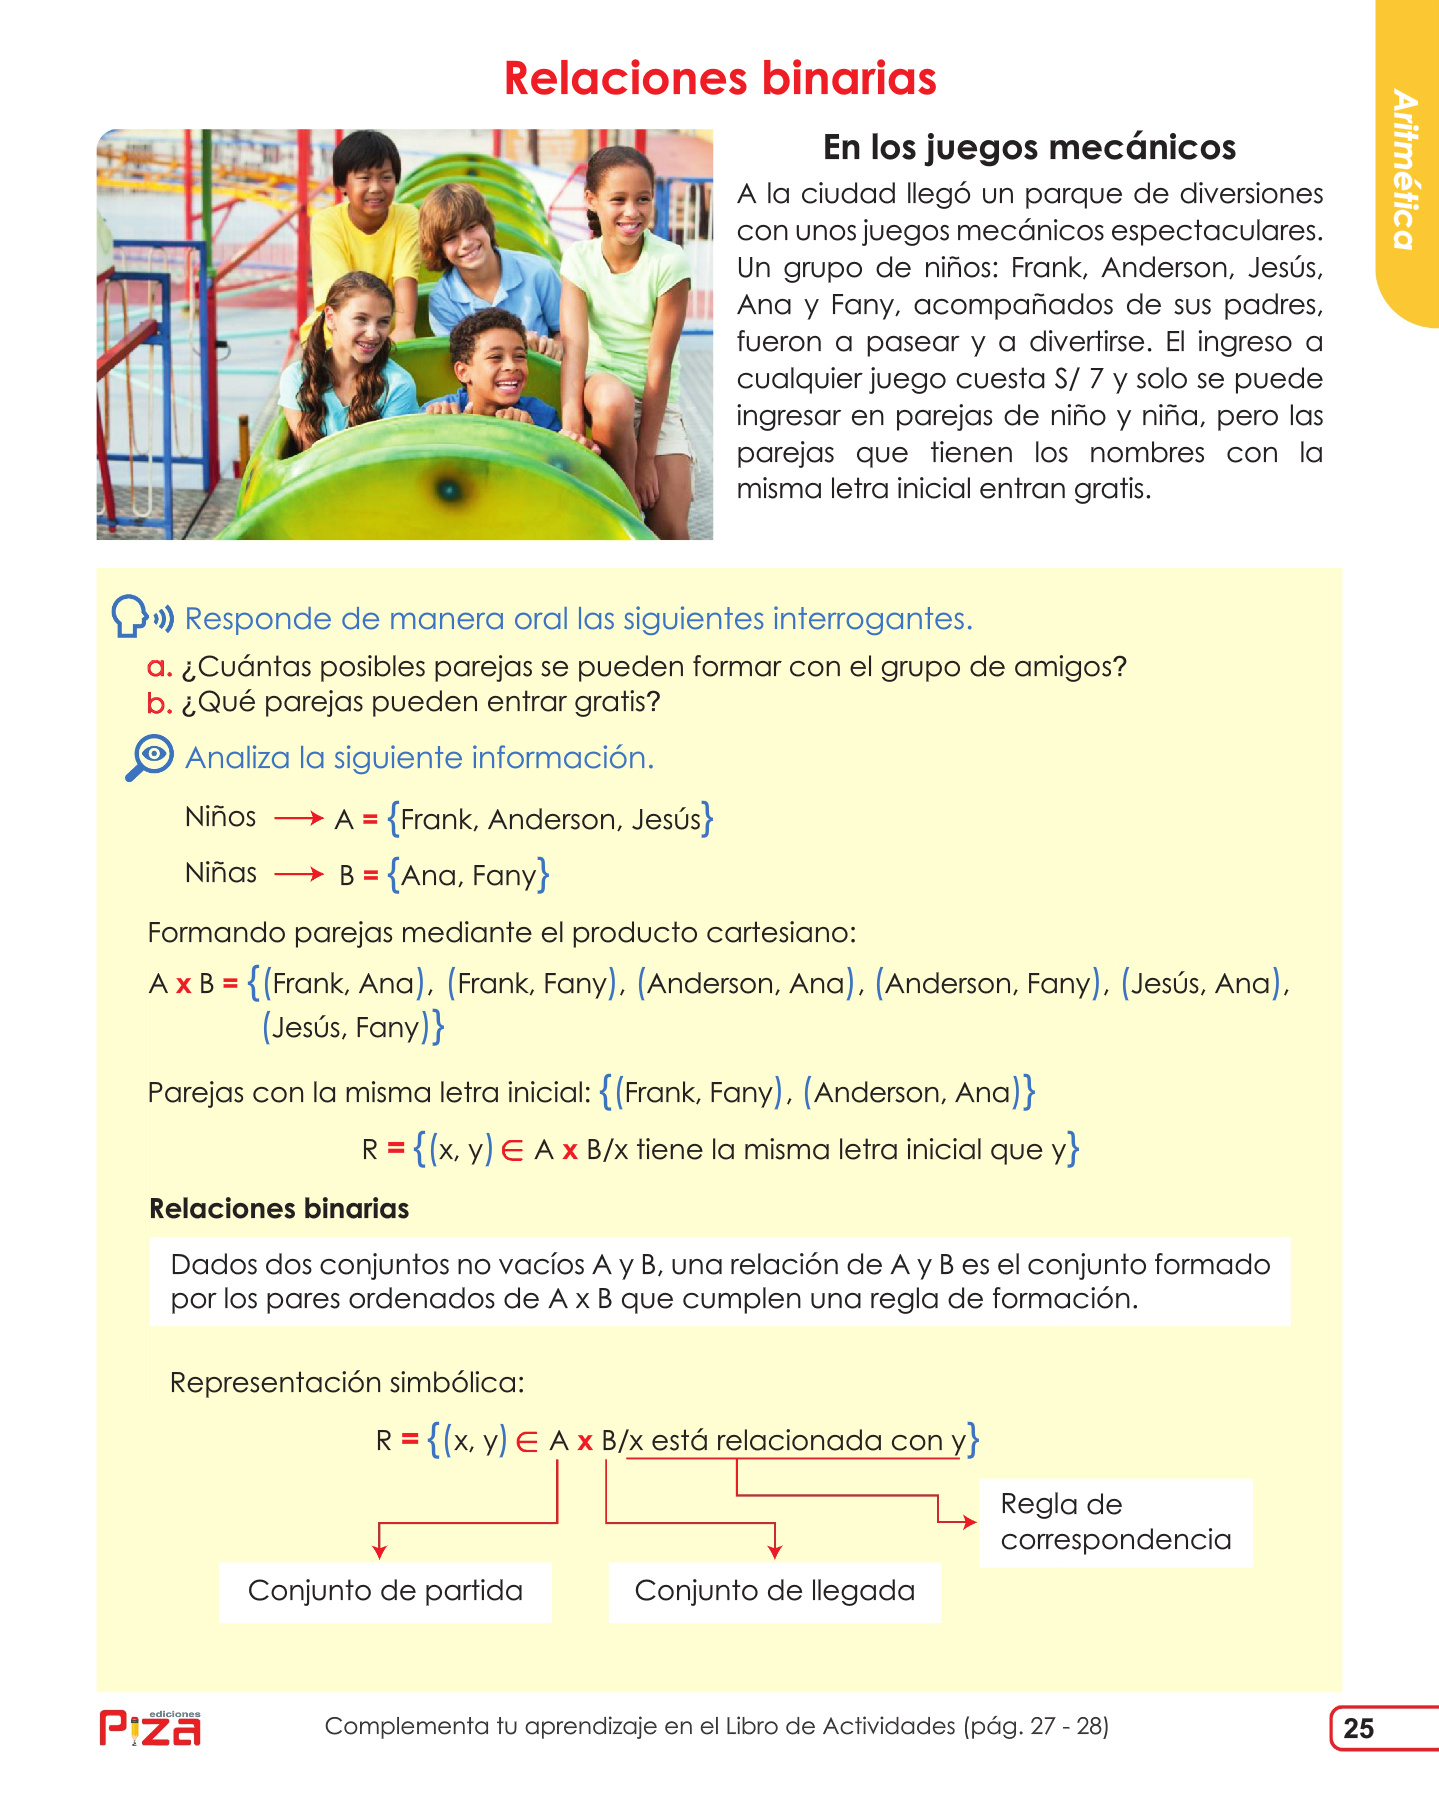 Relaciones binarias
Aritmética
En los juegos mecánicos
A la ciudad llegó un parque de diversiones
con unos juegos mecánicos espectaculares.
Un grupo de niños: Frank, Anderson, Jesús,
Ana y Fany, acompañados de sus padres,
fueron a pasear y a divertirse. El ingreso a
cualquier juego cuesta S/ 7 y solo se puede
ingresar en parejas de niño y niña, pero las
parejas que tienen los nombres con la
misma letra inicial entran gratis.
Responde de manera oral las siguientes interrogantes.
a. ¿Cuántas posibles parejas se pueden formar con el grupo de amigos?
b. ¿Qué parejas pueden entrar gratis?
Analiza la siguiente información.
Niños → A = {Frank, Anderson, Jesús}
Niñas → B = {Ana, Fany}
Formando parejas mediante el producto cartesiano:
A x B = {(Frank, Ana), (Frank, Fany), (Anderson, Ana), (Anderson, Fany), (Jesús, Ana),
(Jesús, Fany)}
Parejas con la misma letra inicial: {(Frank, Fany), (Anderson, Ana)}
R = {(x, y) ∈ A x B/x tiene la misma letra inicial que y}
Relaciones binarias
Dados dos conjuntos no vacíos A y B, una relación de A y B es el conjunto formado
por los pares ordenados de A x B que cumplen una regla de formación.
Representación simbólica:
R = {(x, y) ∈ A x B/x está relacionada con y}
Regla de
correspondencia
Conjunto de partida
Conjunto de llegada
ediciones
Piza
Complementa tu aprendizaje en el Libro de Actividades (pág. 27 - 28)
25